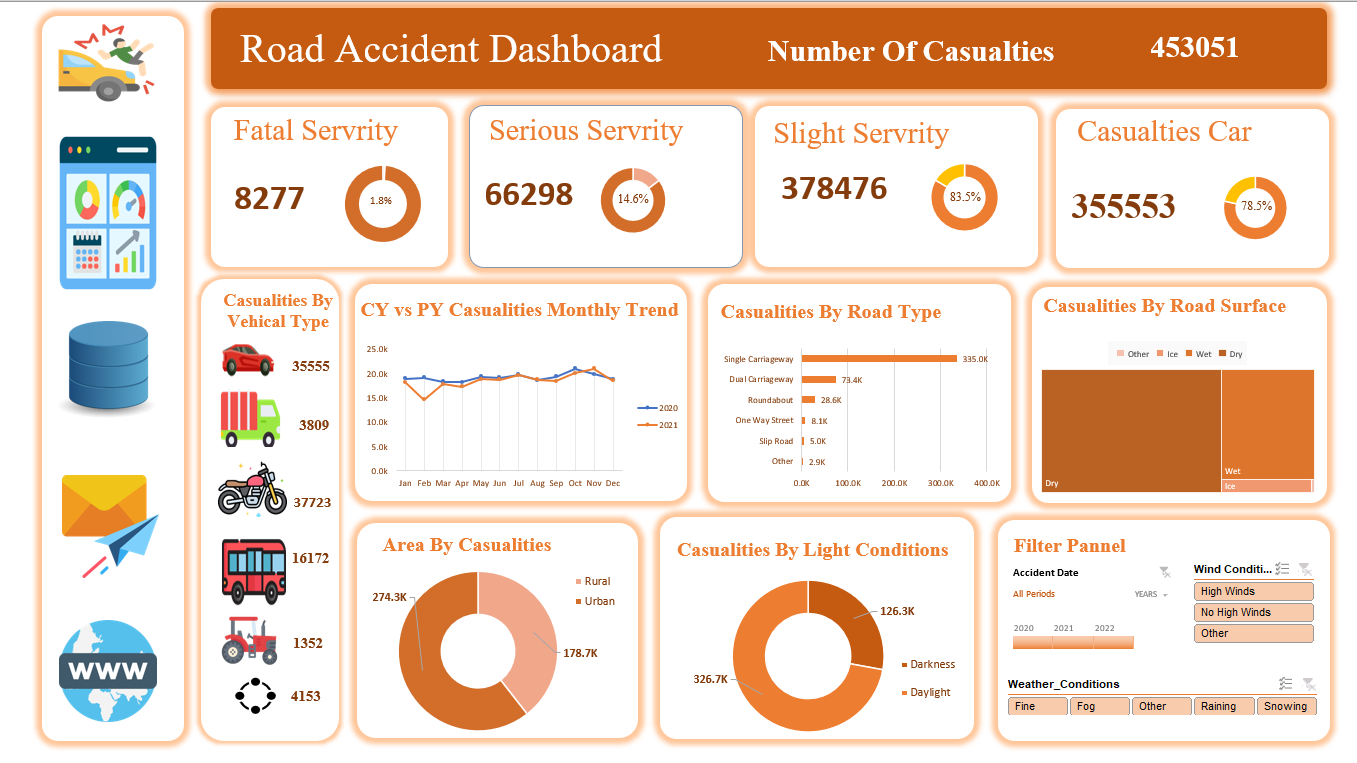 Road Accident Dashboard
Number Of Casualties
453051
Fatal Servrity
8277
1.8%
Serious Servrity
66298
14.6%
Slight Servrity
378476
83.5%
Casualties Car
355553
78.5%
Casualities By
Vehical Type
35555
3809
37723
16172
1352
4153
CY vs PY Casualities Monthly Trend
25.0k
20.0k
15.0k
10.0k
5.0k
0.0k
Jan Feb Mar Apr May Jun Jul Aug Sep Oct Nov Dec
2020
2021
Casualities By Road Type
Single Carriageway 335.0K
Dual Carriageway 73.4K
Roundabout 28.6K
One Way Street 8.1K
Slip Road 5.0K
Other 2.9K
0.0K 100.0K 200.0K 300.0K 400.0K
Casualities By Road Surface
Other Ice Wet Dry
Dry
Wet
Ice
Area By Casualities
Rural
Urban
274.3K
178.7K
Casualities By Light Conditions
126.3K
326.7K
Darkness
Daylight
Filter Pannel
Accident Date
All Periods YEARS
2020 2021 2022
Wind Conditi...
High Winds
No High Winds
Other
Weather_Conditions
Fine Fog Other Raining Snowing
WWW